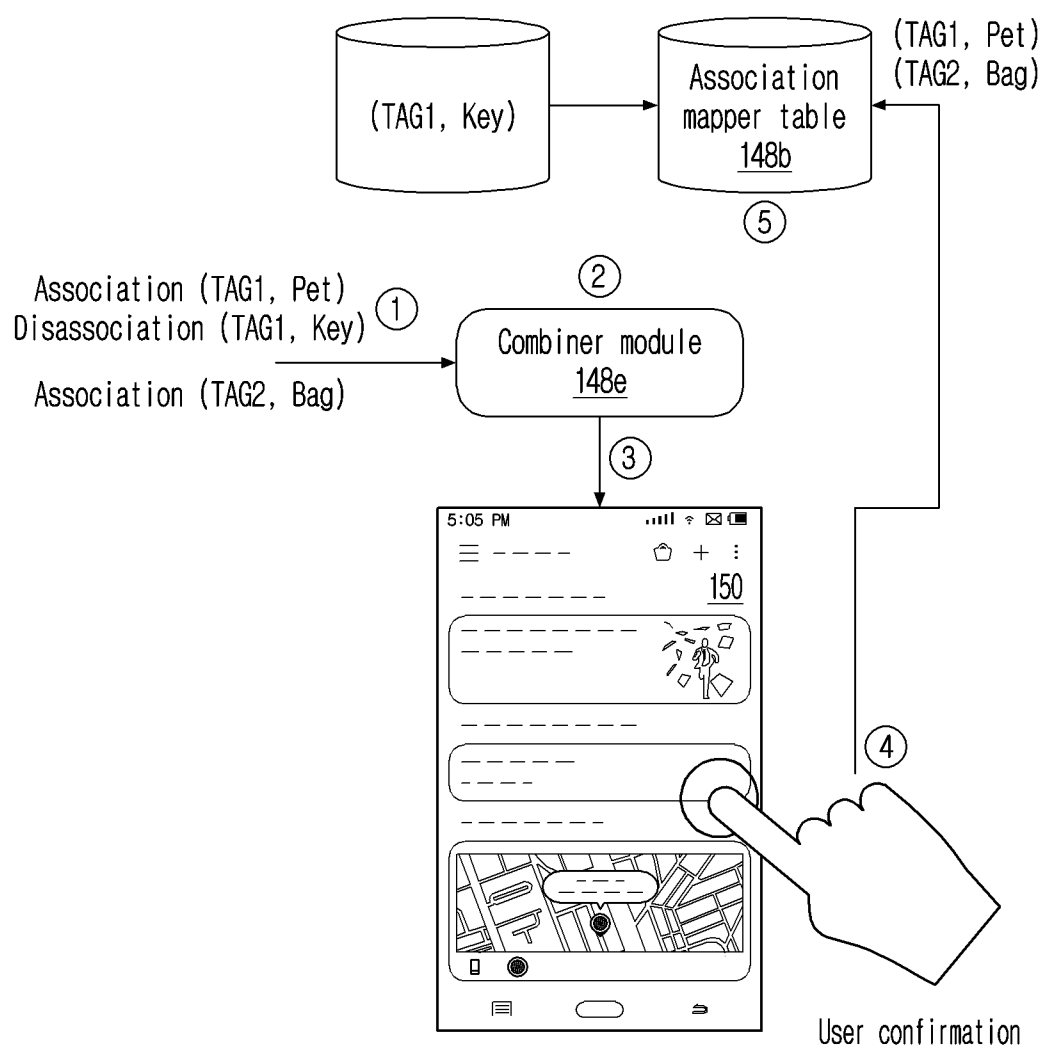 (TAG1, Key)
Association
mapper table
148b
(TAG1, Pet)
(TAG2, Bag)
5
Association (TAG1, Pet)
Disassociation (TAG1, Key)
1
Association (TAG2, Bag)
2
Combiner module
148e
3
5:05 PM
150
4
User confirmation